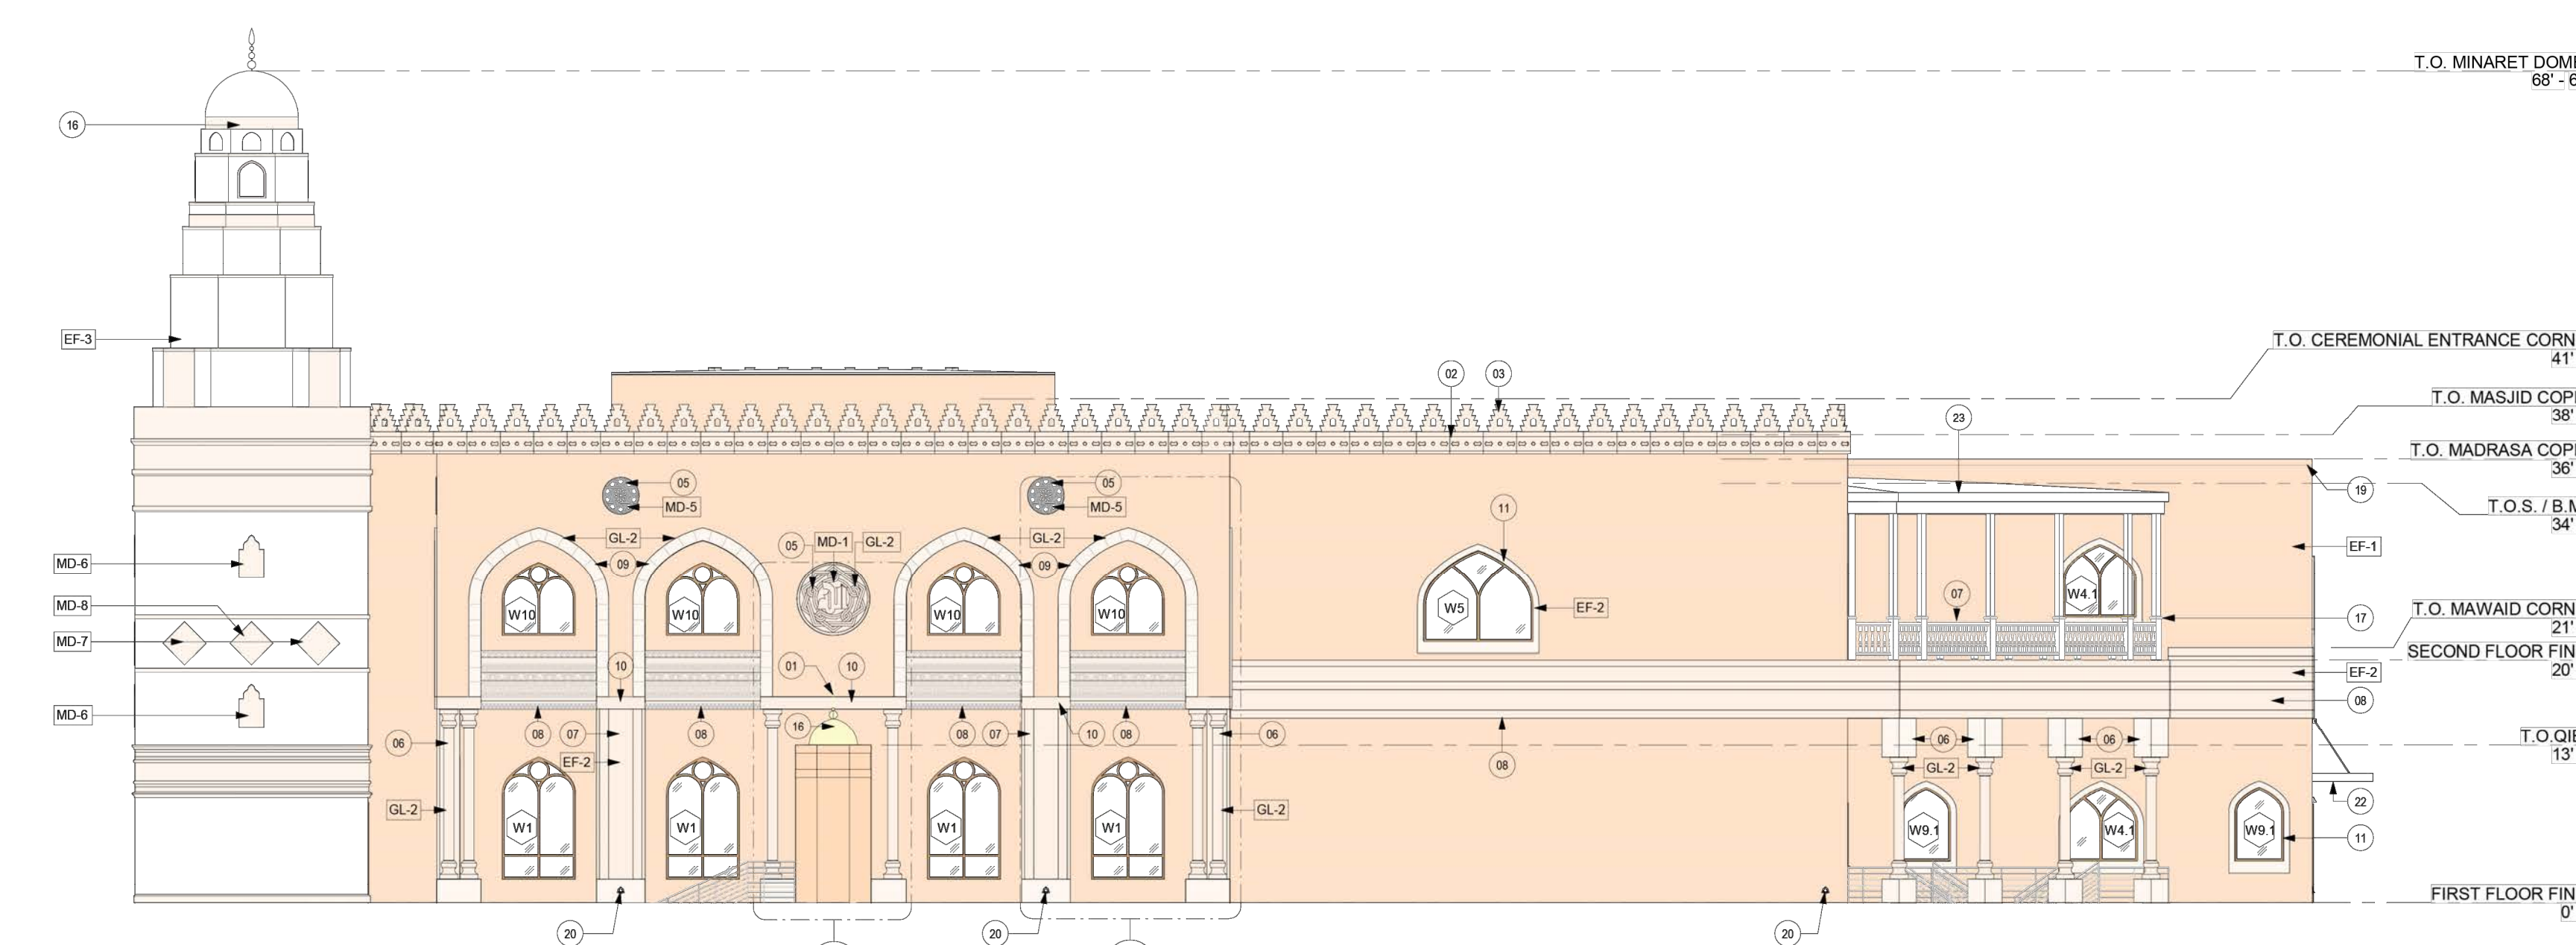 T.O. MINARET DOME
68' - 6
16
EF-3
T.O. CEREMONIAL ENTRANCE CORN
41'
02
03
T.O. MASJID COPI
38'
23
T.O. MADRASA COPI
36'
05
05
19
MD-5
MD-5
11
T.O.S. / B.M
34'
GL-2
05
MD-1
GL-2
GL-2
EF-1
MD-6
09
09
MD-8
W10
W10
W10
W10
W5
EF-2
07
W4.1
T.O. MAWAID CORN
21'
17
MD-7
SECOND FLOOR FIN
20'
10
01
10
EF-2
MD-6
08
16
08
07
08
08
07
10
08
06
06
06
06
T.O.QIB
13'
EF-2
08
GL-2
GL-2
GL-2
GL-2
22
W1
W1
W1
W1
W9.1
W4.1
W9.1
11
FIRST FLOOR FIN
0'
20
20
20